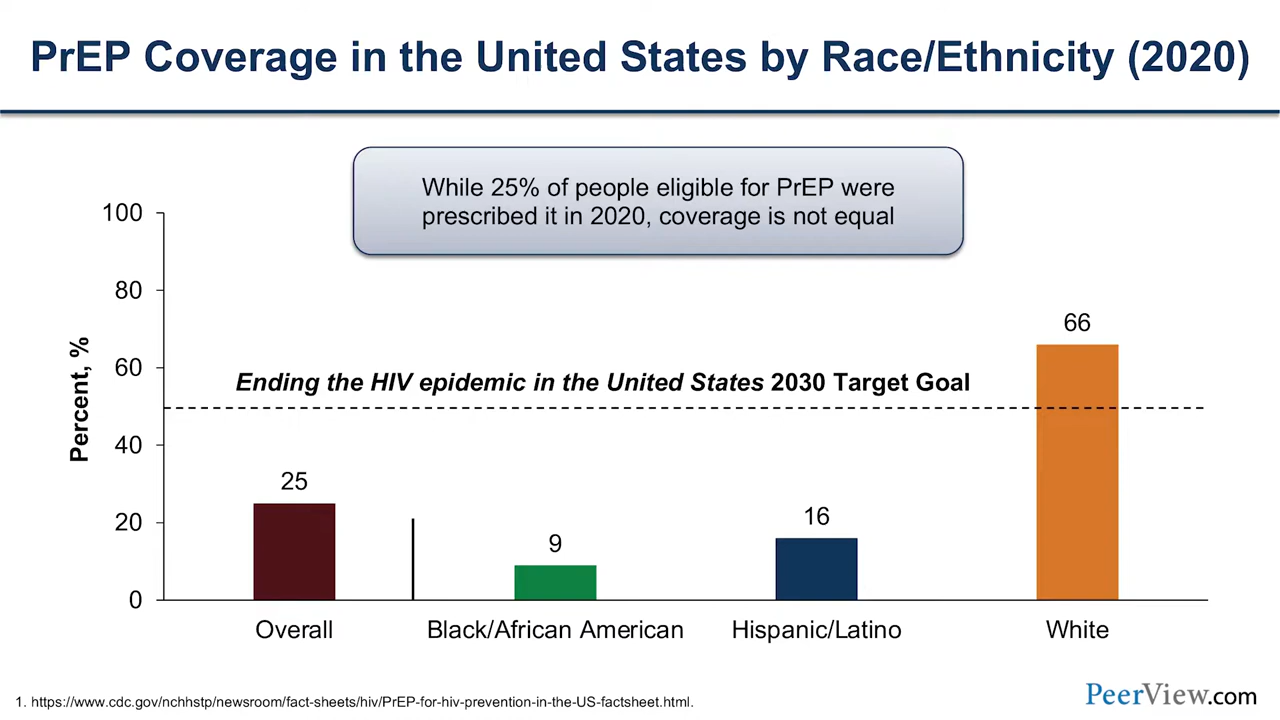 PrEP Coverage in the United States by Race/Ethnicity (2020)
While 25% of people eligible for PrEP were
prescribed it in 2020, coverage is not equal
Percent, %
100
80
60
40
20
0
Ending the HIV epidemic in the United States 2030 Target Goal
25
9
16
66
Overall
Black/African American
Hispanic/Latino
White
1. https://www.cdc.gov/nchhstp/newsroom/fact-sheets/hiv/PrEP-for-hiv-prevention-in-the-US-factsheet.html.
PeerView.com